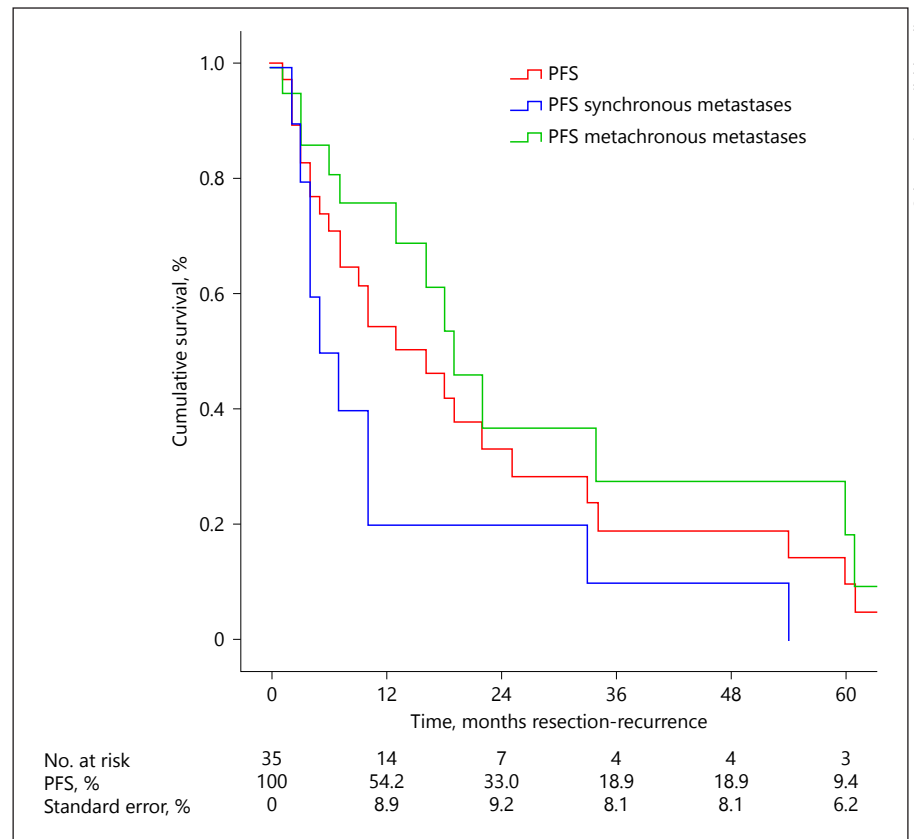 1.0
0.8
0.6
0.4
0.2
0
Cumulative survival, %
PFS
PFS synchronous metastases
PFS metachronous metastases
0 12 24 36 48 60
Time, months resection-recurrence
No. at risk 35 14 7 4 4 3
PFS, % 100 54.2 33.0 18.9 18.9 9.4
Standard error, % 0 8.9 9.2 8.1 8.1 6.2